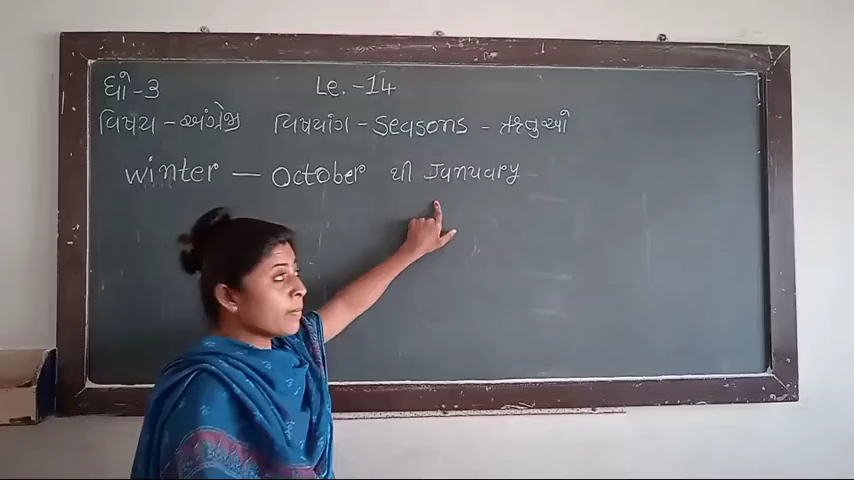 ધો-3 Le.-14
વિષય-અંગ્રેજી વિષયાંગ-Seasons-ઋતુઓ
winter — October થી January